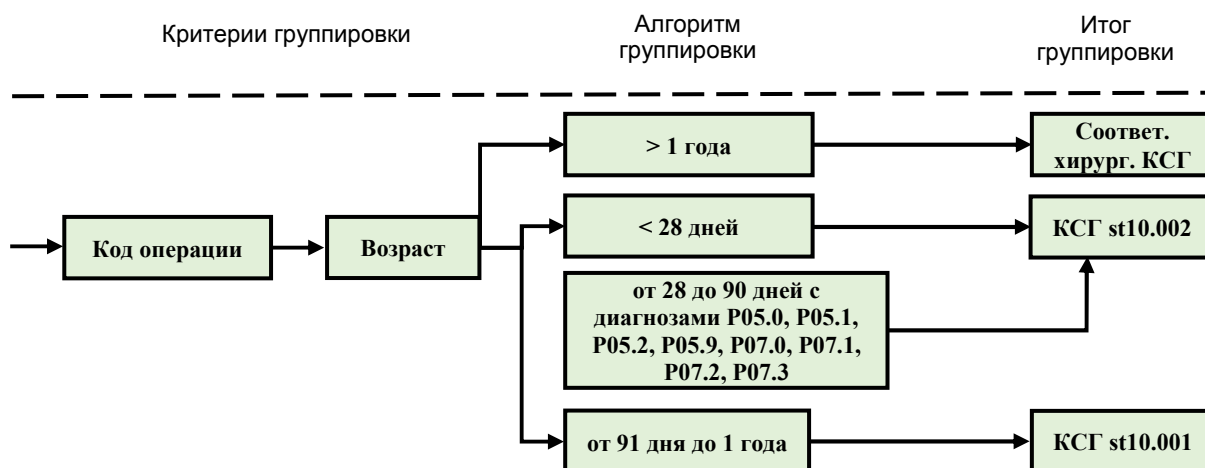 Критерии группировки
Алгоритм
группировки
Итог
группировки
> 1 года
Соответ.
хирург. КСГ
Код операции
Возраст
< 28 дней
КСГ st10.002
от 28 до 90 дней с
диагнозами P05.0, P05.1,
P05.2, P05.9, P07.0, P07.1,
P07.2, P07.3
от 91 дня до 1 года
КСГ st10.001